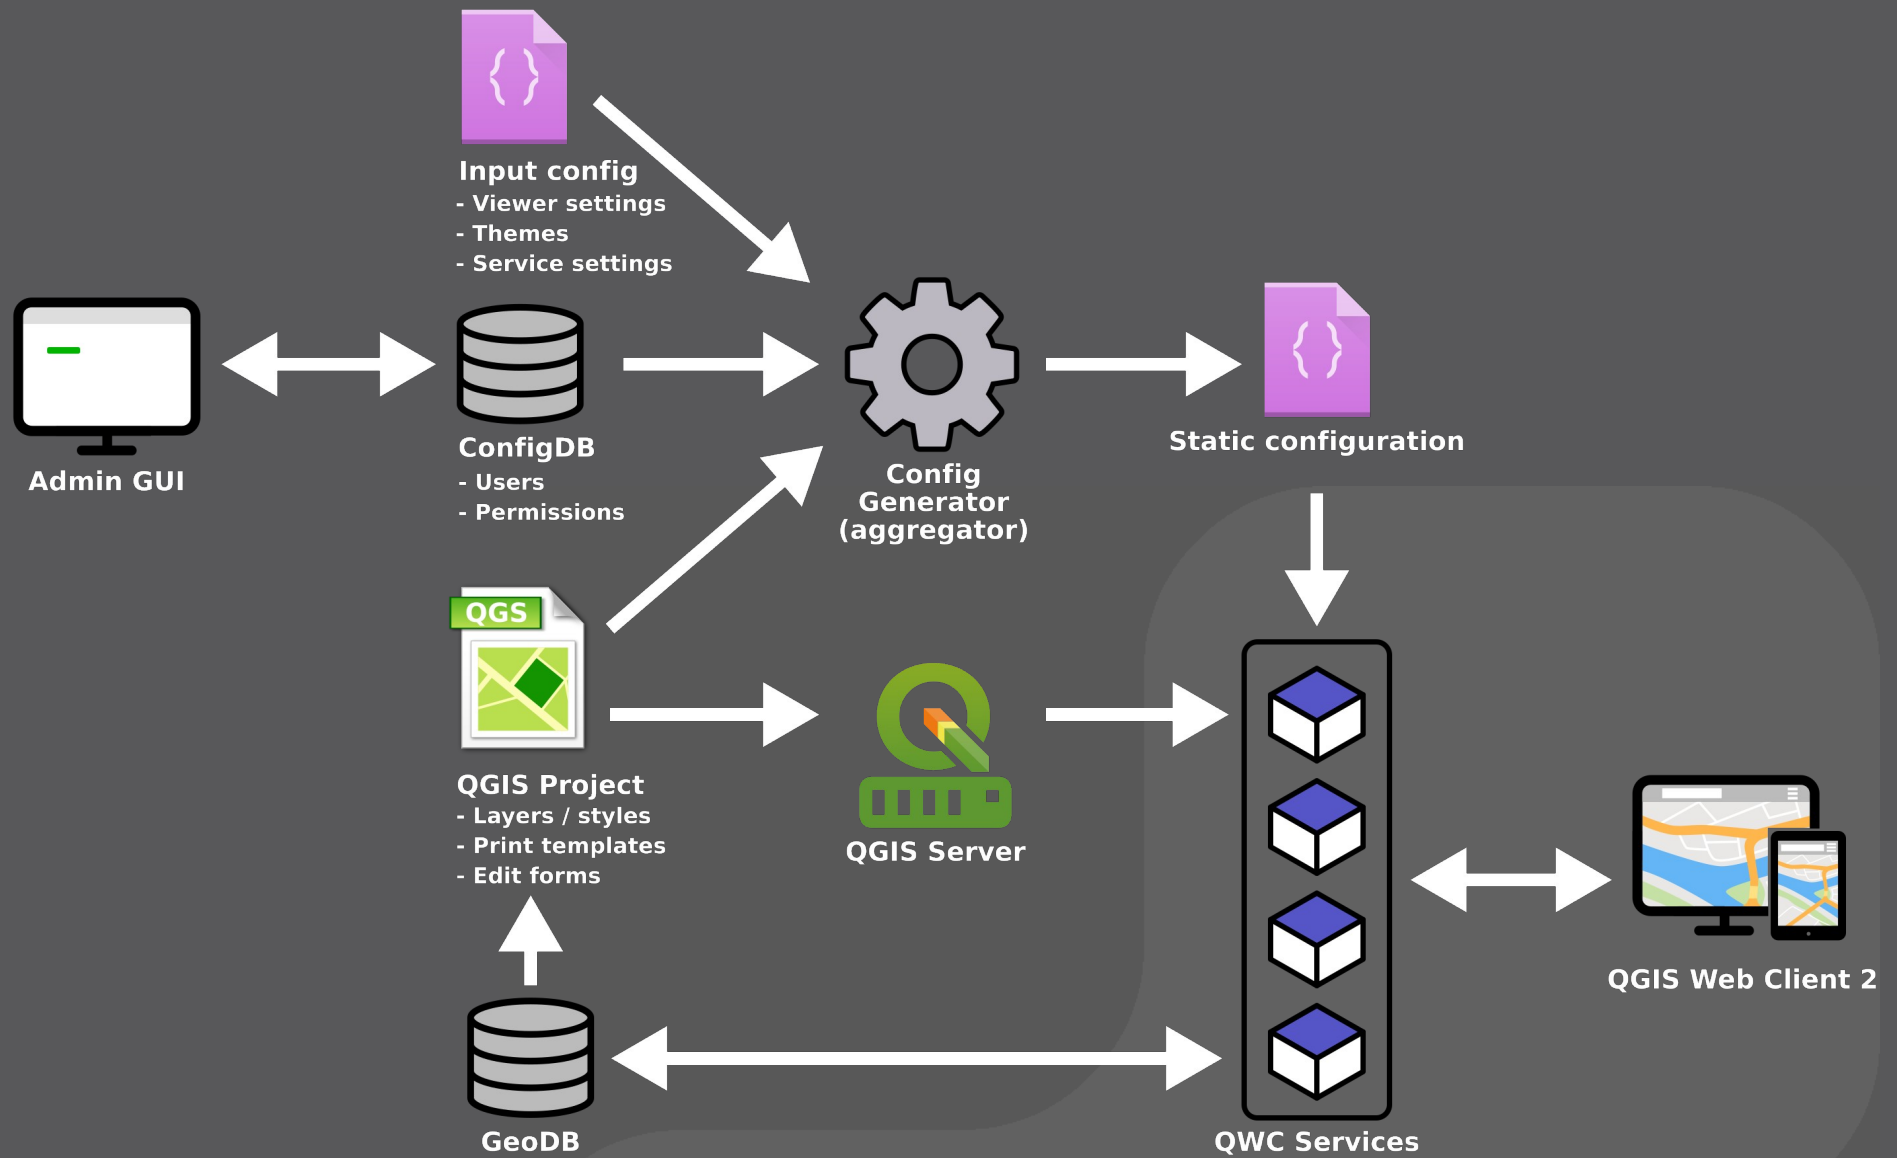 Input config
- Viewer settings
- Themes
- Service settings
Admin GUI
ConfigDB
- Users
- Permissions
Config
Generator
(aggregator)
Static configuration
QGS
QGIS Project
- Layers / styles
- Print templates
- Edit forms
QGIS Server
QGIS Web Client 2
GeoDB
QWC Services